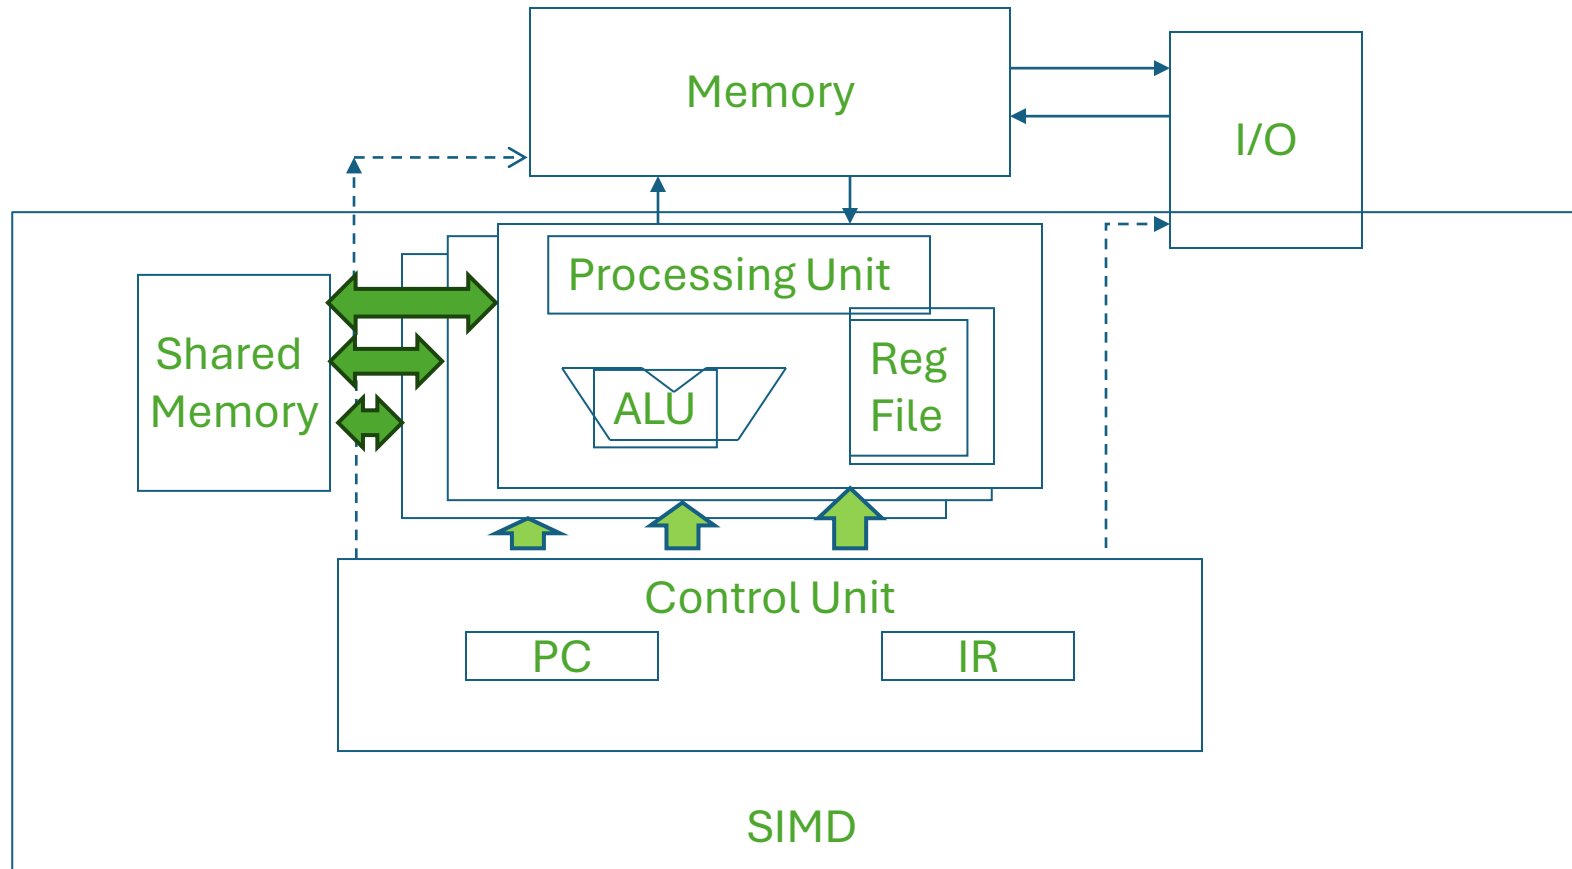 Memory
I/O
Processing Unit
Shared
Memory
Reg
File
ALU
Control Unit
PC
IR
SIMD